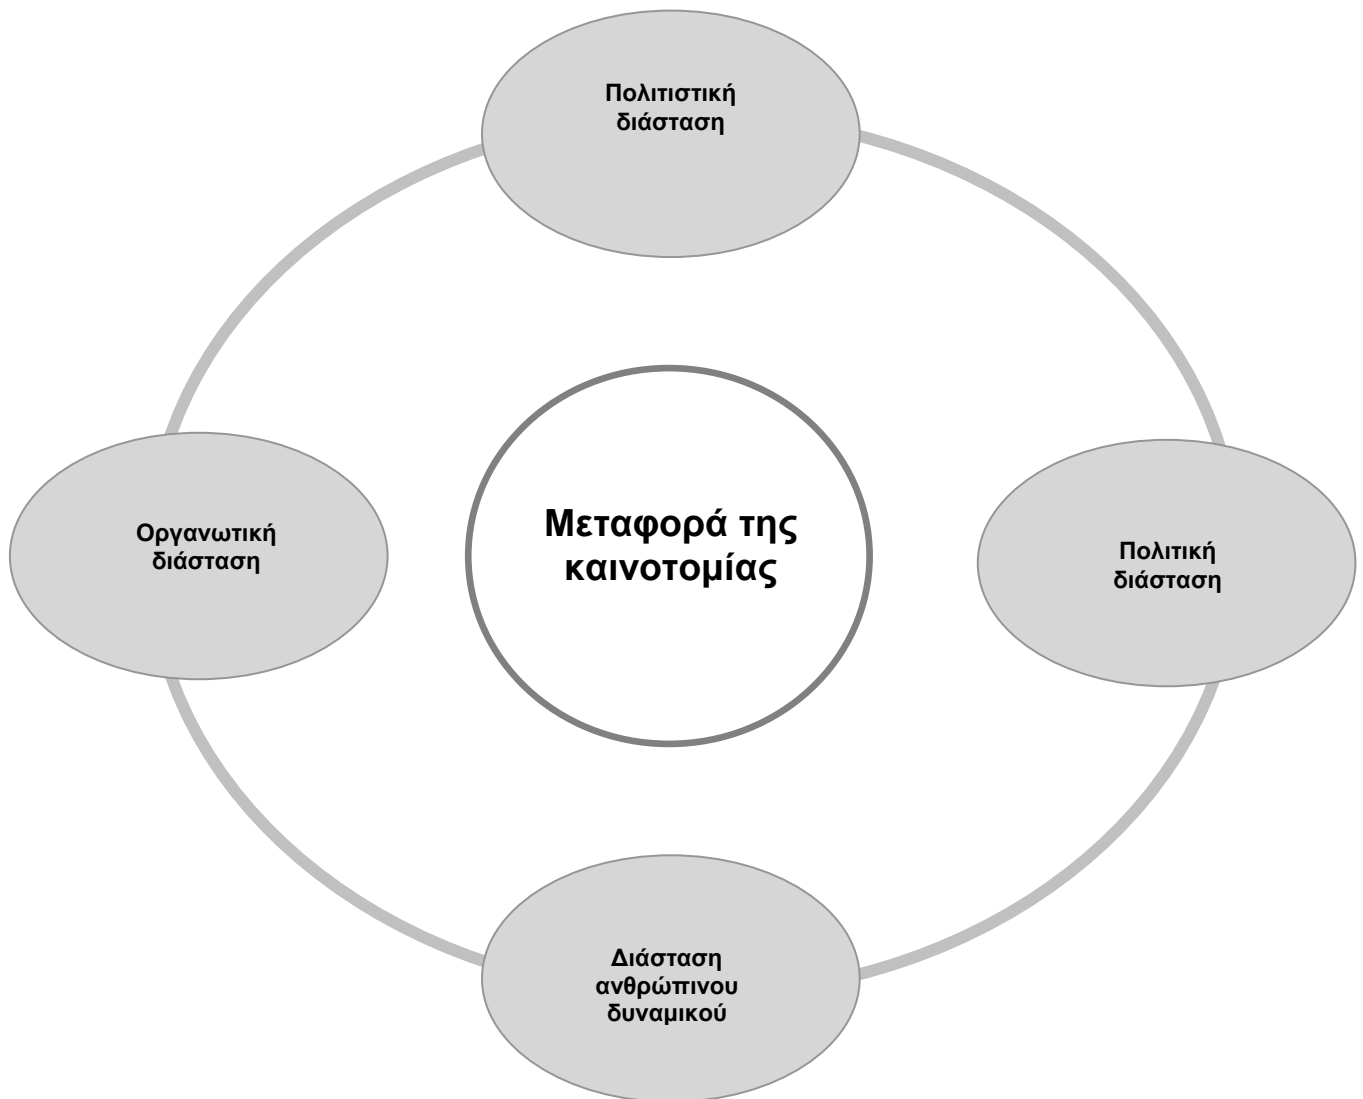 Πολιτιστική
διάσταση
Μεταφορά της
καινοτομίας
Οργανωτική
διάσταση
Πολιτική
διάσταση
Διάσταση
ανθρώπινου
δυναμικού